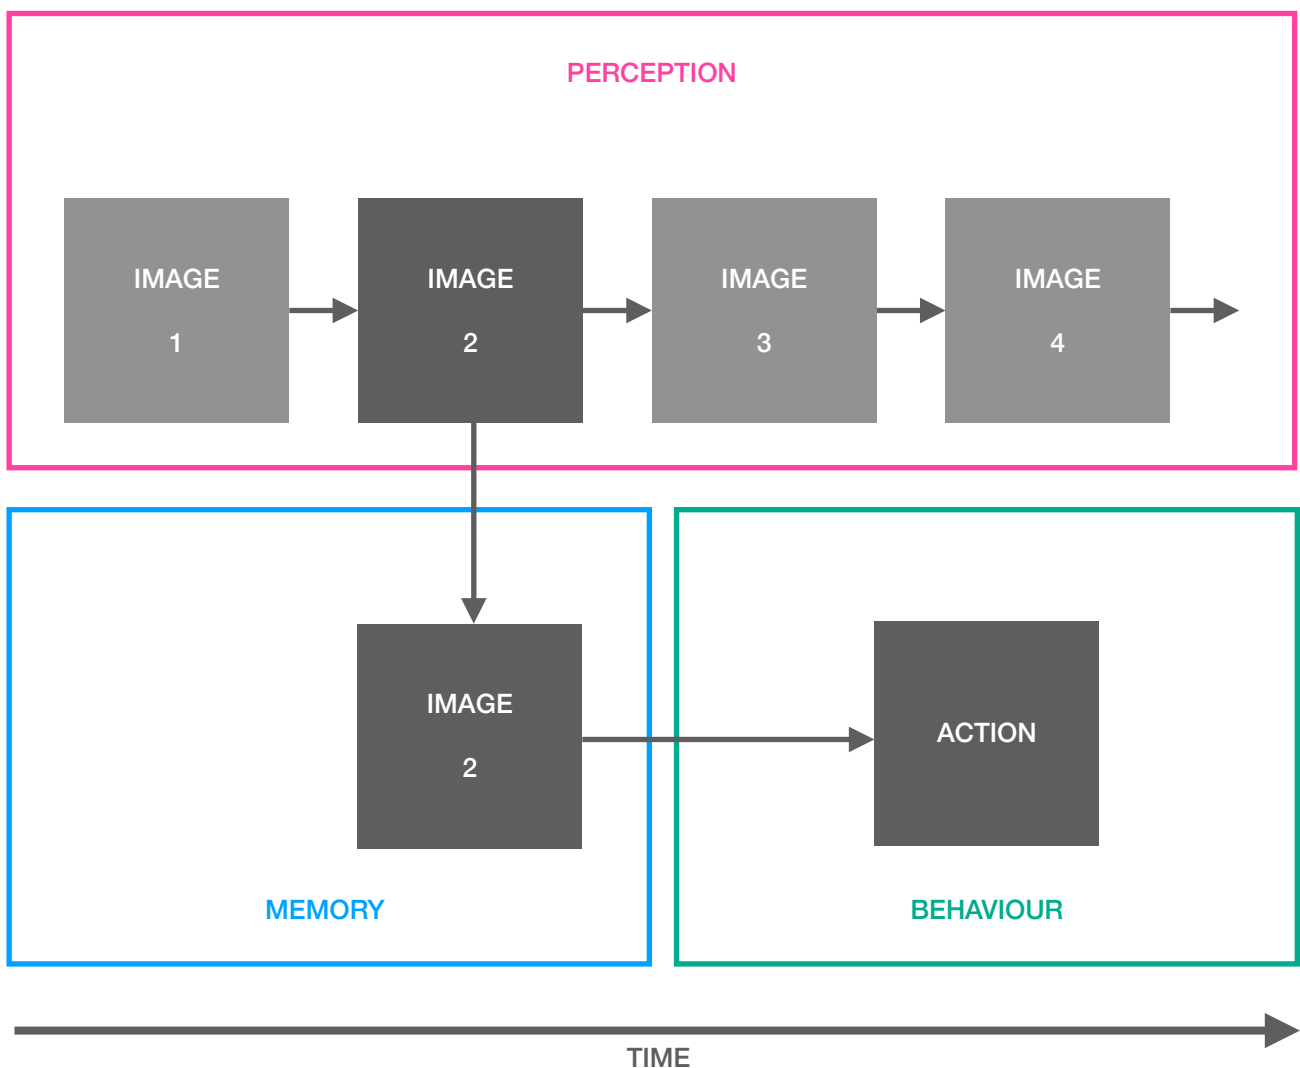 PERCEPTION
IMAGE
1
IMAGE
2
IMAGE
3
IMAGE
4
IMAGE
2
MEMORY
ACTION
BEHAVIOUR
TIME